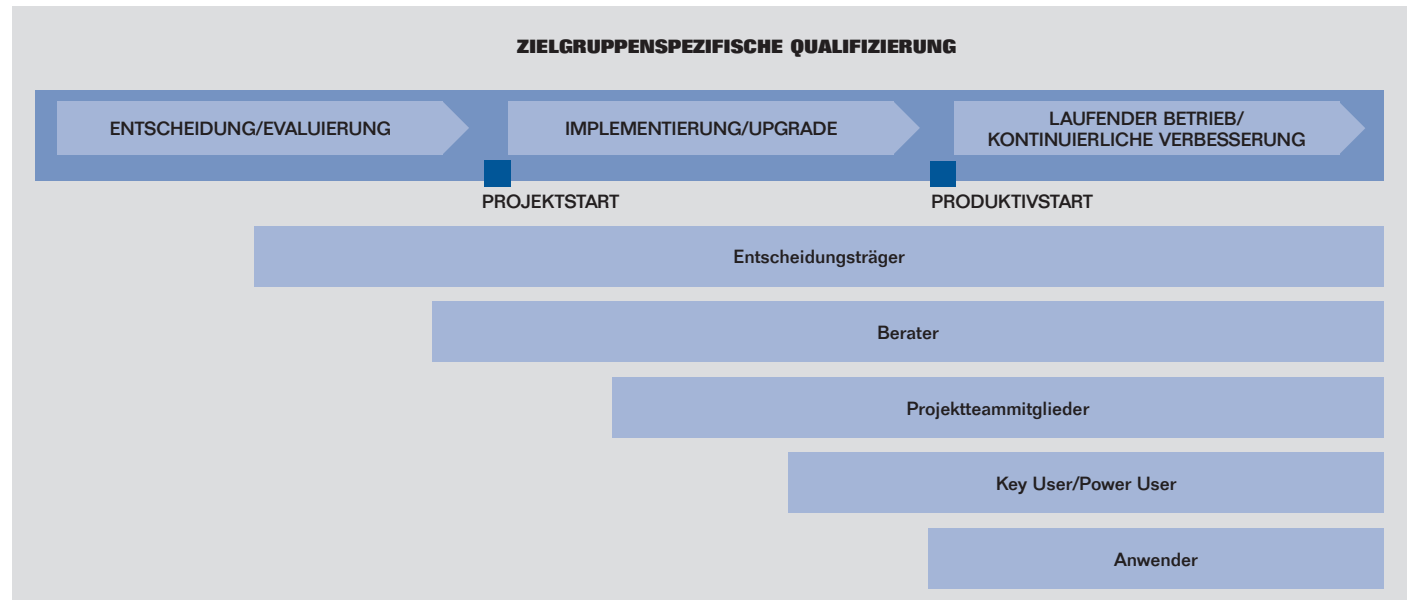 ZIELGRUPPENSPEZIFISCHE QUALIFIZIERUNG
ENTSCHEIDUNG/EVALUIERUNG
IMPLEMENTIERUNG/UPGRADE
LAUFENDER BETRIEB/
KONTINUIERLICHE VERBESSERUNG
PROJEKTSTART
PRODUKTIVSTART
Entscheidungsträger
Berater
Projektteammitglieder
Key User/Power User
Anwender